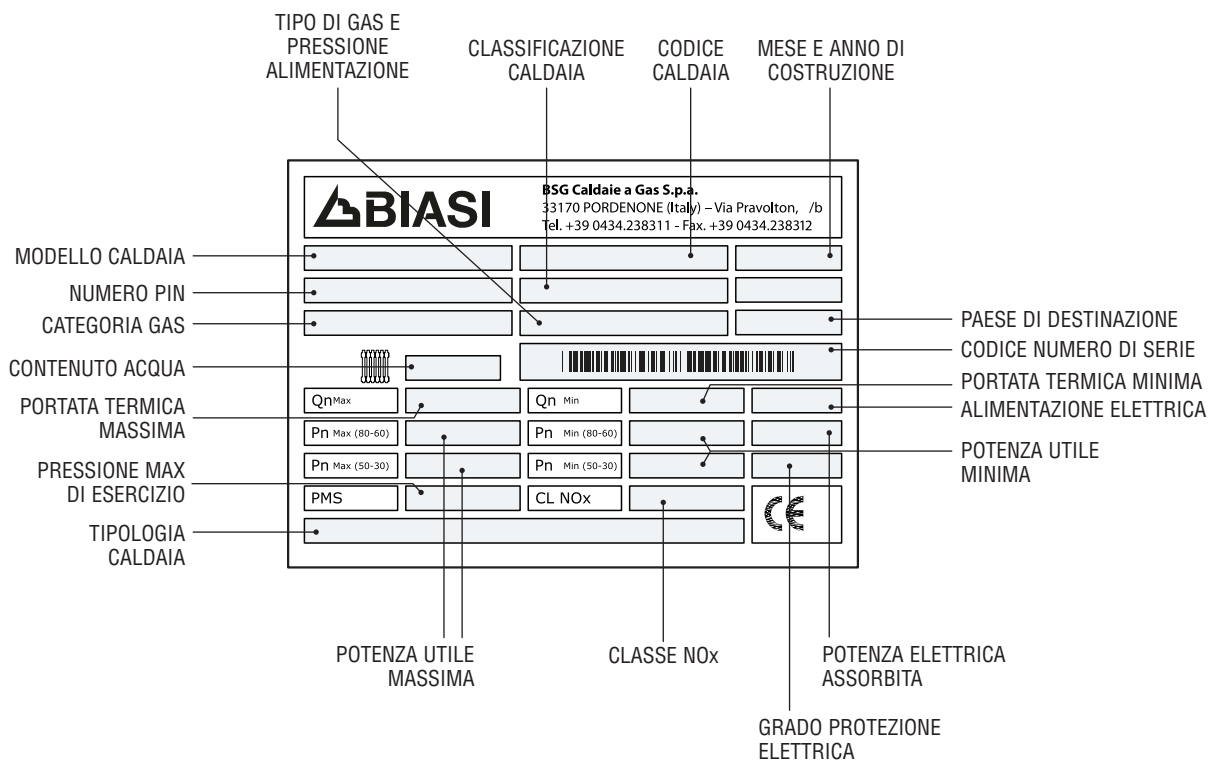 TIPO DI GAS E
PRESSIONE
ALIMENTAZIONE
CLASSIFICAZIONE
CALDAIA
CODICE
CALDAIA
MESE E ANNO DI
COSTRUZIONE
BIASI
BSG Caldaie a Gas S.p.a.
33170 PORDENONE (Italy) – Via Pravolton, /b
Tel. +39 0434.238311 - Fax. +39 0434.238312
MODELLO CALDAIA
NUMERO PIN
CATEGORIA GAS
PAESE DI DESTINAZIONE
CODICE NUMERO DI SERIE
CONTENUTO ACQUA
PORTATA TERMICA MINIMA
Qn Max
Qn Min
ALIMENTAZIONE ELETTRICA
PORTATA TERMICA
MASSIMA
Pn Max (80-60)
Pn Min (80-60)
POTENZA UTILE
MINIMA
Pn Max (50-30)
Pn Min (50-30)
PRESSIONE MAX
DI ESERCIZIO
PMS
CL NOx
CE
TIPOLOGIA
CALDAIA
POTENZA UTILE
MASSIMA
CLASSE NOx
POTENZA ELETTRICA
ASSORBITA
GRADO PROTEZIONE
ELETTRICA